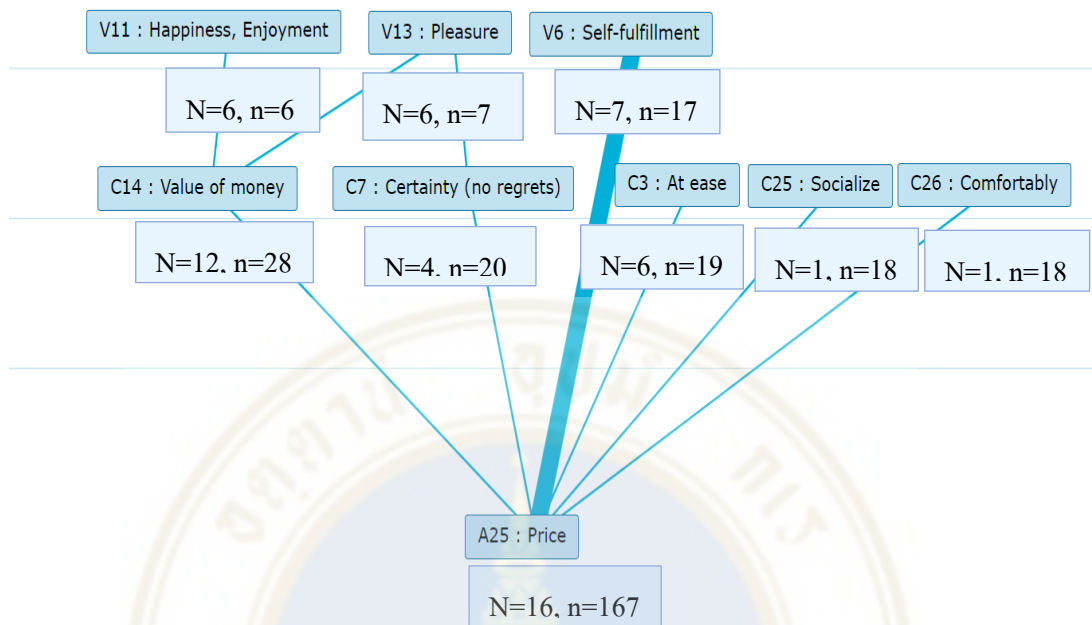 V11 : Happiness, Enjoyment
V13 : Pleasure
V6 : Self-fulfillment
N=6, n=6
N=6, n=7
N=7, n=17
C14 : Value of money
C7 : Certainty (no regrets)
C3 : At ease
C25 : Socialize
C26 : Comfortably
N=12, n=28
N=4, n=20
N=6, n=19
N=1, n=18
N=1, n=18
A25 : Price
N=16, n=167